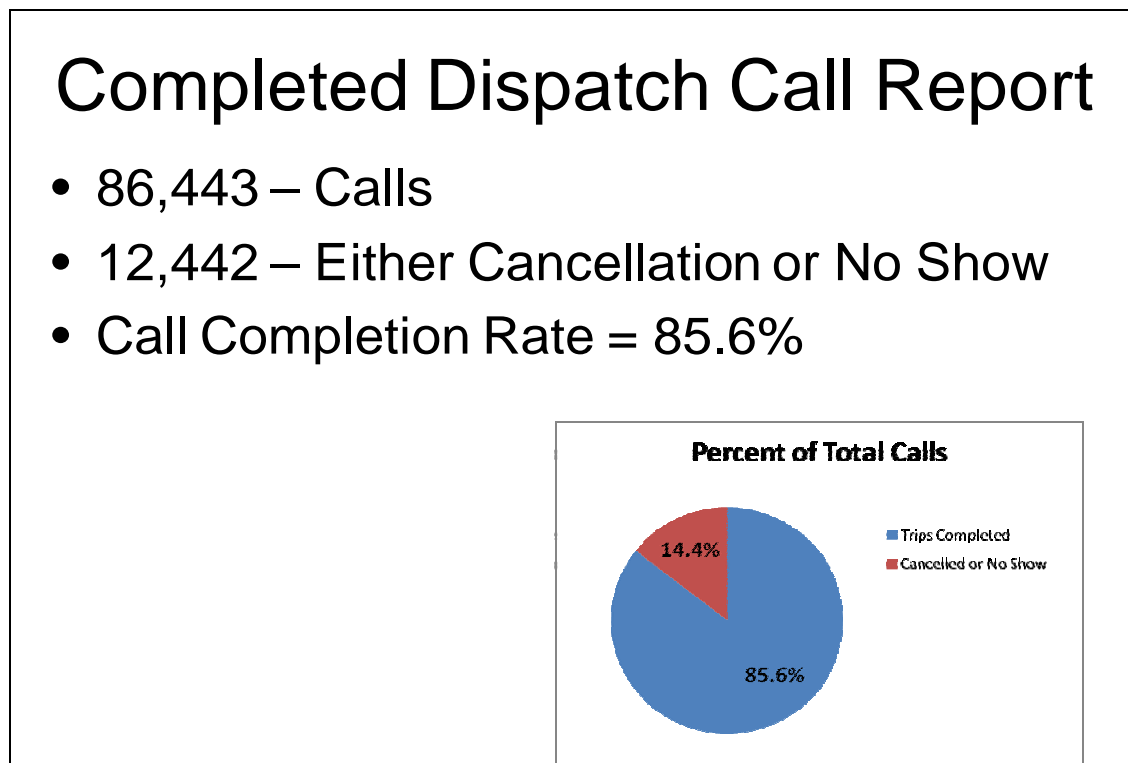 Completed Dispatch Call Report
• 86,443 – Calls
• 12,442 – Either Cancellation or No Show
• Call Completion Rate = 85.6%
Percent of Total Calls
Trips Completed
14.4%
Cancelled or No Show
85.6%